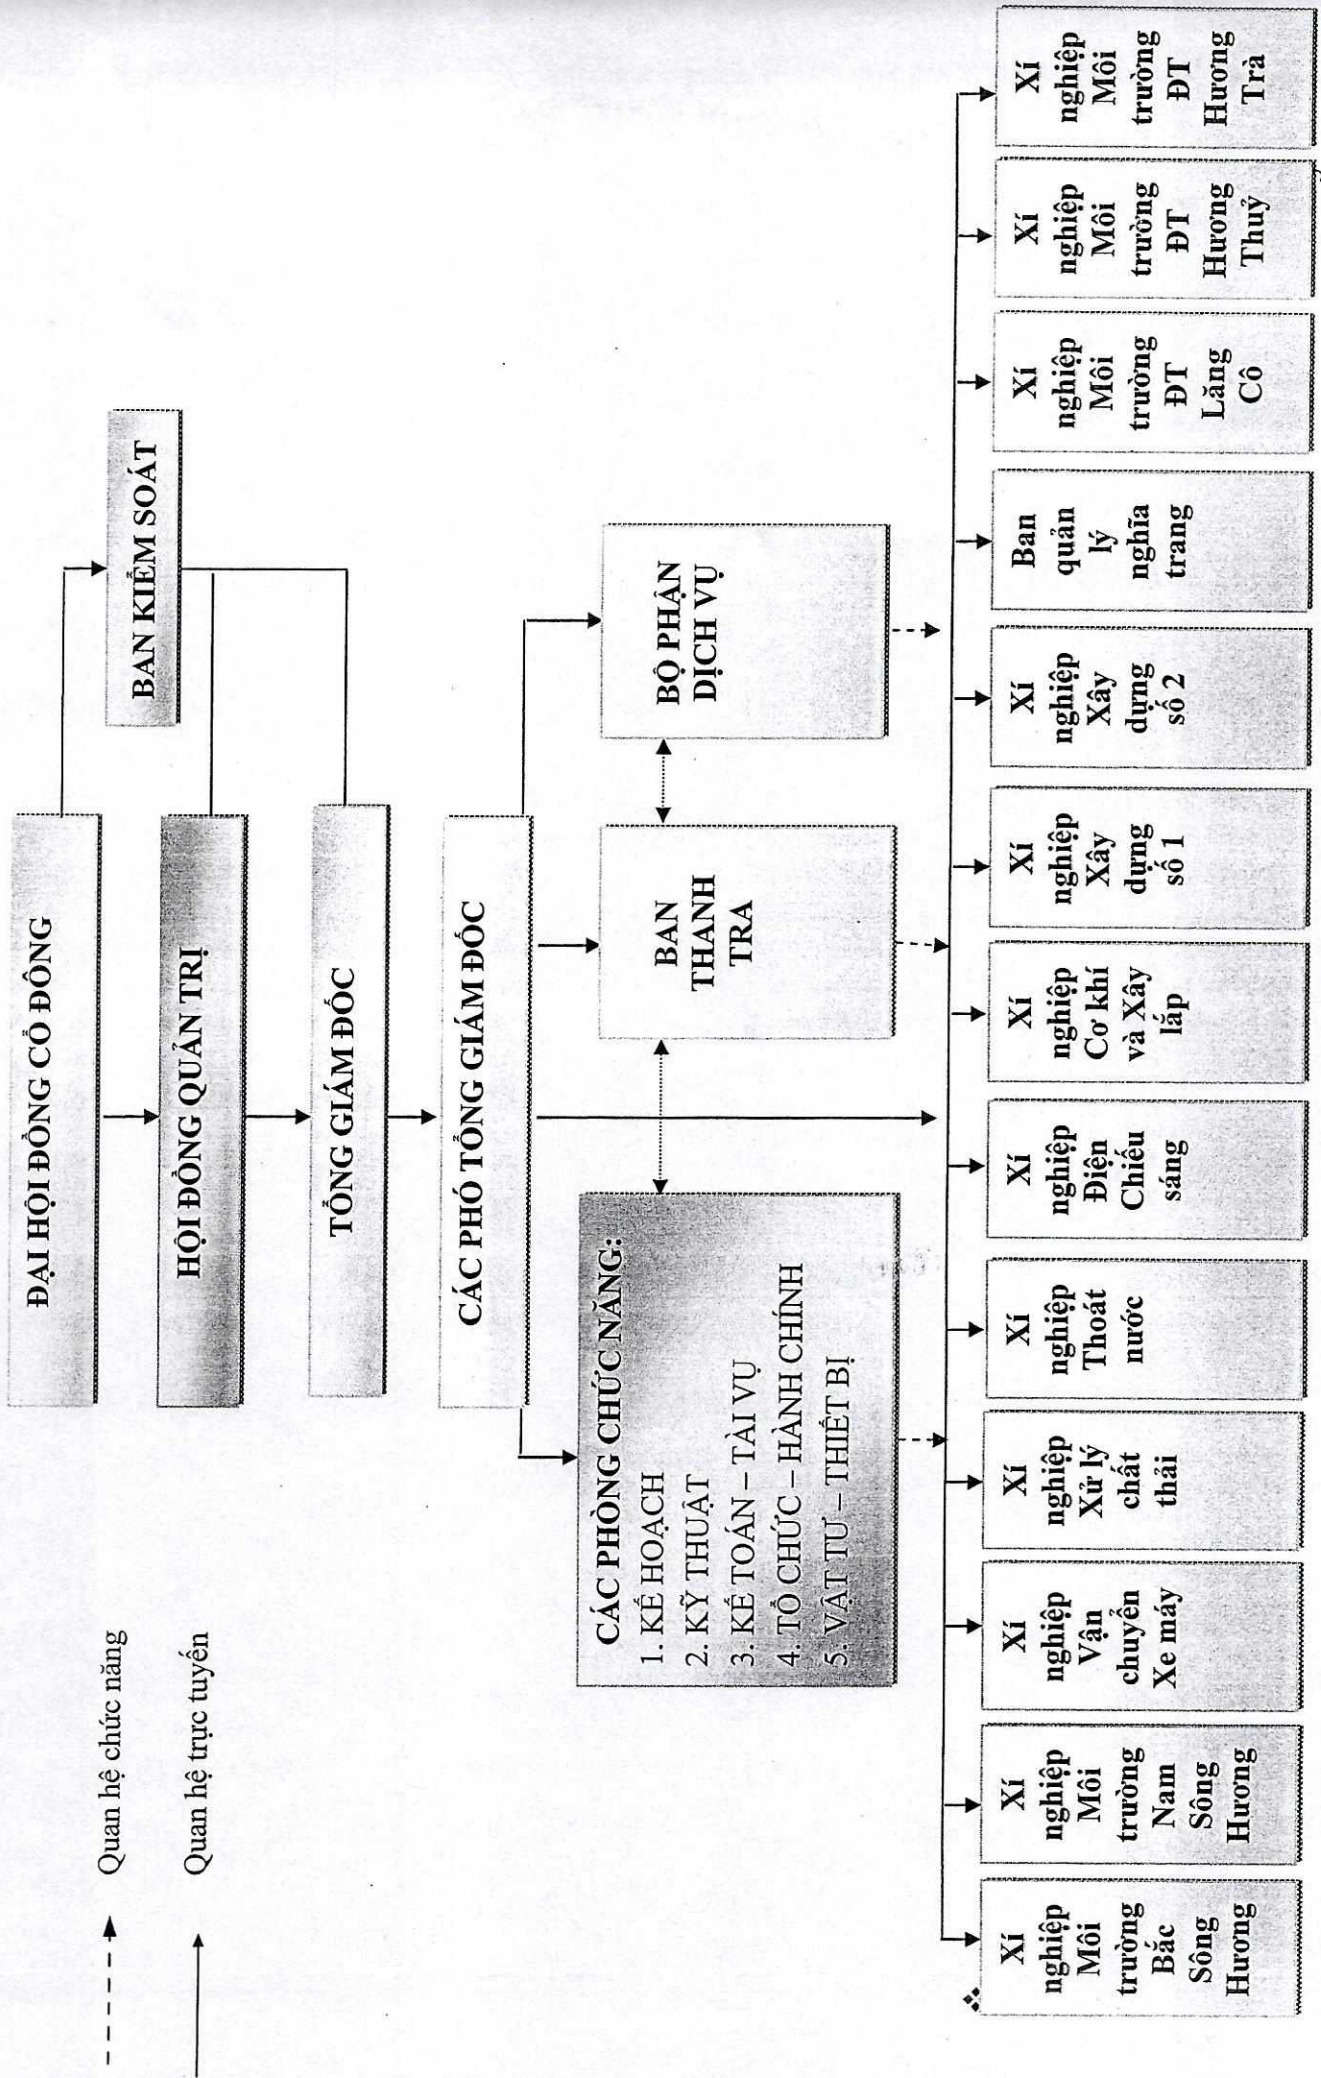 Quan hệ chức năng
Quan hệ trực tuyến
ĐẠI HỘI ĐỒNG CỔ ĐÔNG
BAN KIỂM SOÁT
HỘI ĐỒNG QUẢN TRỊ
TỔNG GIÁM ĐỐC
CÁC PHÓ TỔNG GIÁM ĐỐC
CÁC PHÒNG CHỨC NĂNG:
1. KẾ HOẠCH
2. KỸ THUẬT
3. KẾ TOÁN – TÀI VỤ
4. TỔ CHỨC – HÀNH CHÍNH
5. VẬT TƯ – THIẾT BỊ
BAN
THANH
TRA
BỘ PHẬN
DỊCH VỤ
Xí
nghiệp
Môi
trường
Bắc
Sông
Hương
Xí
nghiệp
Môi
trường
Nam
Sông
Hương
Xí
nghiệp
Vận
chuyển
Xe máy
Xí
nghiệp
Xử lý
chất
thải
Xí
nghiệp
Thoát
nước
Xí
nghiệp
Điện
Chiếu
sáng
Xí
nghiệp
Cơ khí
và Xây
lắp
Xí
nghiệp
Xây
dựng
số 1
Xí
nghiệp
Xây
dựng
số 2
Ban
quản
lý
nghĩa
trang
Xí
nghiệp
Môi
trường
ĐT
Lăng
Cô
Xí
nghiệp
Môi
trường
ĐT
Hương
Thuỷ
Xí
nghiệp
Môi
trường
ĐT
Hương
Trà